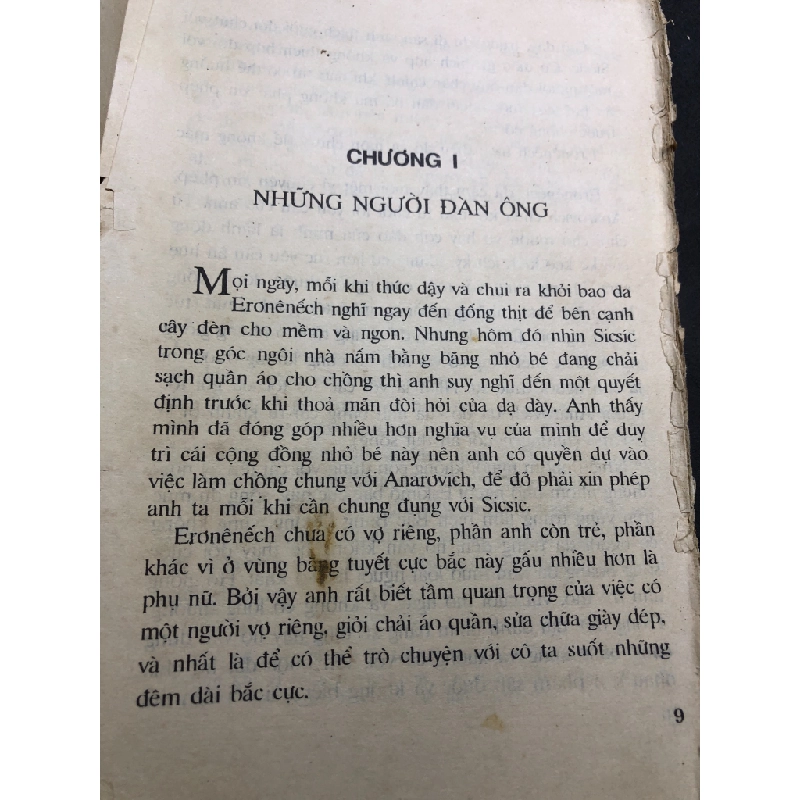 CHƯƠNG I
NHỮNG NGƯỜI ĐÀN ÔNG
Mọi ngày, mỗi khi thức dậy và chui ra khỏi bao da
Erơnênếch nghĩ ngay đến đống thịt để bên cạnh
cây đèn cho mềm và ngon. Nhưng hôm đó nhìn Sicsic
trong góc ngôi nhà nấm bằng băng nhỏ bé đang chải
sạch quần áo cho chồng thì anh suy nghĩ đến một quyết
định trước khi thoả mãn đòi hỏi của dạ dày. Anh thấy
mình đã đóng góp nhiều hơn nghĩa vụ của mình để duy
trì cái cộng đồng nhỏ bé này nên anh có quyền dự vào
việc làm chồng chung với Anarovích, để đỡ phải xin phép
anh ta mỗi khi cần chung đụng với Sicsic.
Erơnênếch chưa có vợ riêng, phần anh còn trẻ, phần
khác vì ở vùng bằng tuyết cực bắc này gấu nhiều hơn là
phụ nữ. Bởi vậy anh rất biết tầm quan trọng của việc có
một người vợ riêng, giỏi chải áo quần, sửa chữa giày dép,
và nhất là để có thể trò chuyện với cô ta suốt những
đêm dài bắc cực.
9